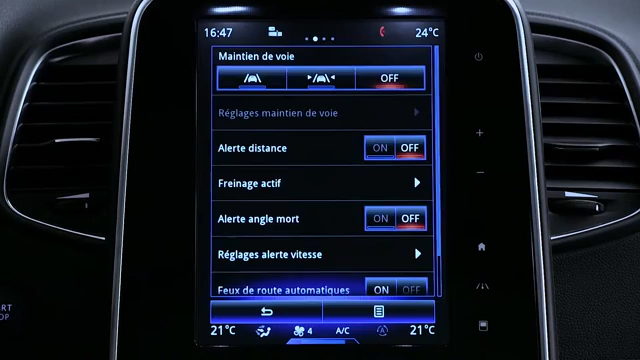 16:47 24°C
Maintien de voie
OFF
Réglages maintien de voie
Alerte distance ON OFF
Freinage actif
Alerte angle mort ON OFF
Réglages alerte vitesse
Feux de route automatiques ON OFF
21°C 4 A/C A 21°C